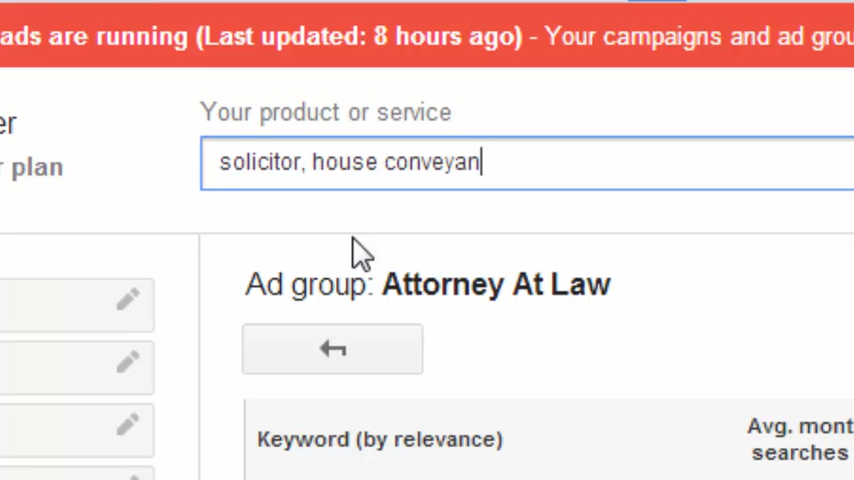 ads are running (Last updated: 8 hours ago) - Your campaigns and ad grou
Your product or service
er
solicitor, house conveyan
r plan
Ad group: Attorney At Law
Keyword (by relevance)
Avg. mont
searches